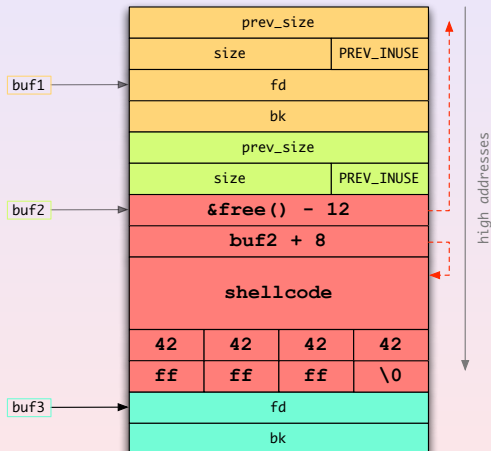 prev_size
size PREV_INUSE
buf1 fd
bk
prev_size
size PREV_INUSE
buf2 &free() - 12
buf2 + 8
shellcode
42 42 42 42
ff ff ff \0
buf3 fd
bk
high addresses